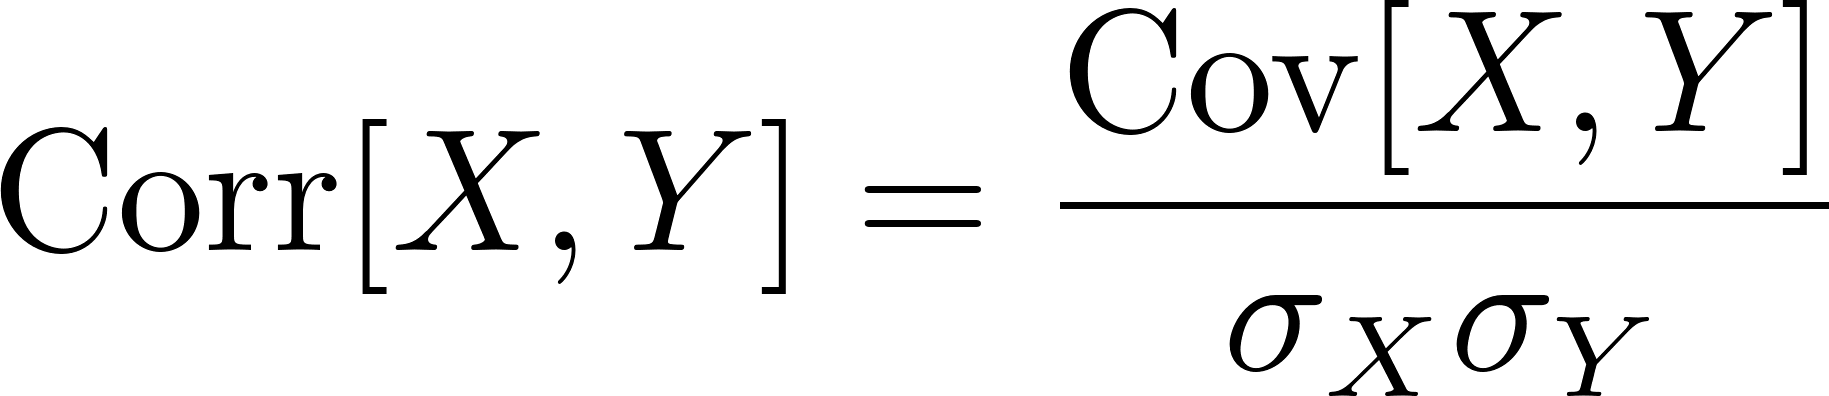 Corr[X, Y] = Cov[X, Y] / σ_X σ_Y